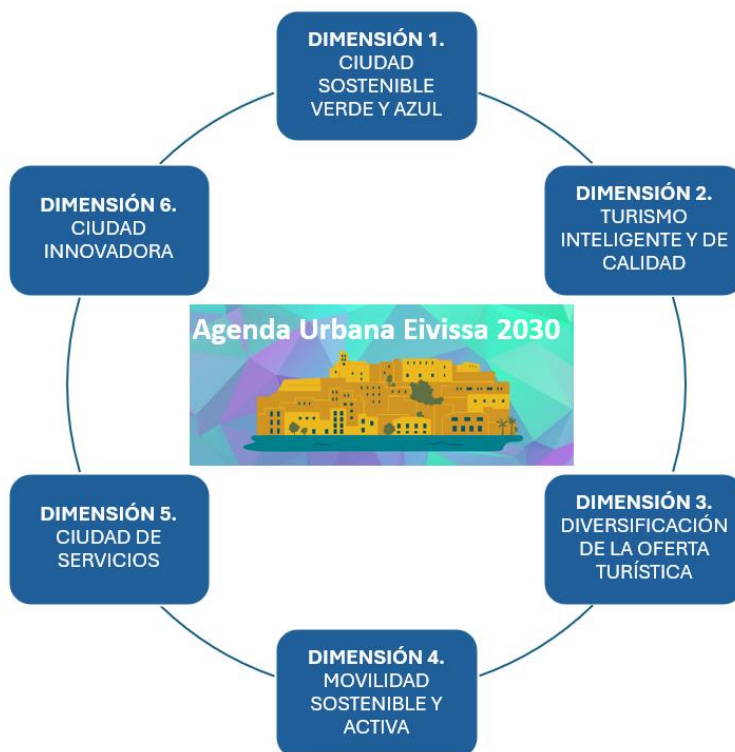 DIMENSIÓN 1.
CIUDAD
SOSTENIBLE
VERDE Y AZUL
DIMENSIÓN 2.
TURISMO
INTELIGENTE Y DE
CALIDAD
DIMENSIÓN 3.
DIVERSIFICACIÓN
DE LA OFERTA
TURÍSTICA
DIMENSIÓN 4.
MOVILIDAD
SOSTENIBLE Y
ACTIVA
DIMENSIÓN 5.
CIUDAD DE
SERVICIOS
DIMENSIÓN 6.
CIUDAD
INNOVADORA
Agenda Urbana Eivissa 2030